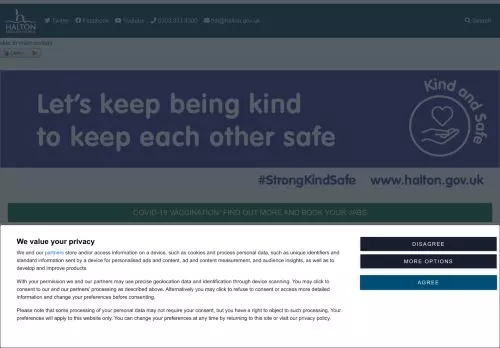 HALTON
Twitter Facebook Youtube 0303 333 4300 hdl@halton.gov.uk Search
skip to main content
Let's keep being kind
to keep each other safe
Kind and Safe
#StrongKindSafe www.halton.gov.uk
COVID-19 VACCINATION: FIND OUT MORE AND BOOK YOUR JABS
We value your privacy
We and our partners store and/or access information on a device, such as cookies and process personal data, such as unique identifiers and
standard information sent by a device for personalised ads and content, ad and content measurement, and audience insights, as well as to
develop and improve products.
With your permission we and our partners may use precise geolocation data and identification through device scanning. You may click to
consent to our and our partners' processing as described above. Alternatively you may click to refuse to consent or access more detailed
information and change your preferences before consenting.
Please note that some processing of your personal data may not require your consent, but you have a right to object to such processing. Your
preferences will apply to this website only. You can change your preferences at any time by returning to this site or visit our privacy policy.
DISAGREE
MORE OPTIONS
AGREE